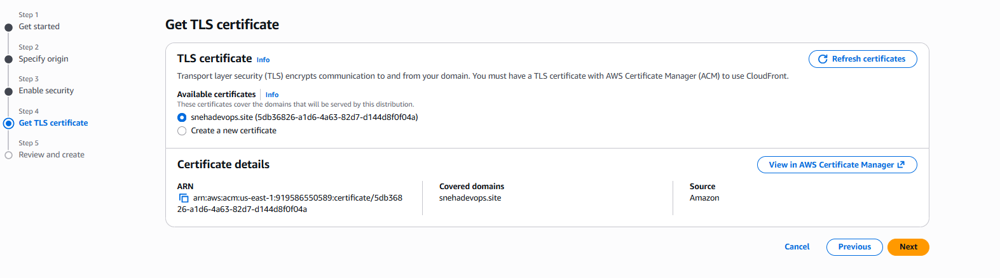 Step 1
Get started
Step 2
Specify origin
Step 3
Enable security
Step 4
Get TLS certificate
Step 5
Review and create
Get TLS certificate
TLS certificate Info
Refresh certificates
Transport layer security (TLS) encrypts communication to and from your domain. You must have a TLS certificate with AWS Certificate Manager (ACM) to use CloudFront.
Available certificates Info
These certificates cover the domains that will be served by this distribution.
snehadevops.site (5db36826-a1d6-4a63-82d7-d144d8f0f04a)
Create a new certificate
Certificate details
View in AWS Certificate Manager
ARN
arn:aws:acm:us-east-1:919586550589:certificate/5db368
26-a1d6-4a63-82d7-d144d8f0f04a
Covered domains
snehadevops.site
Source
Amazon
Cancel
Previous
Next